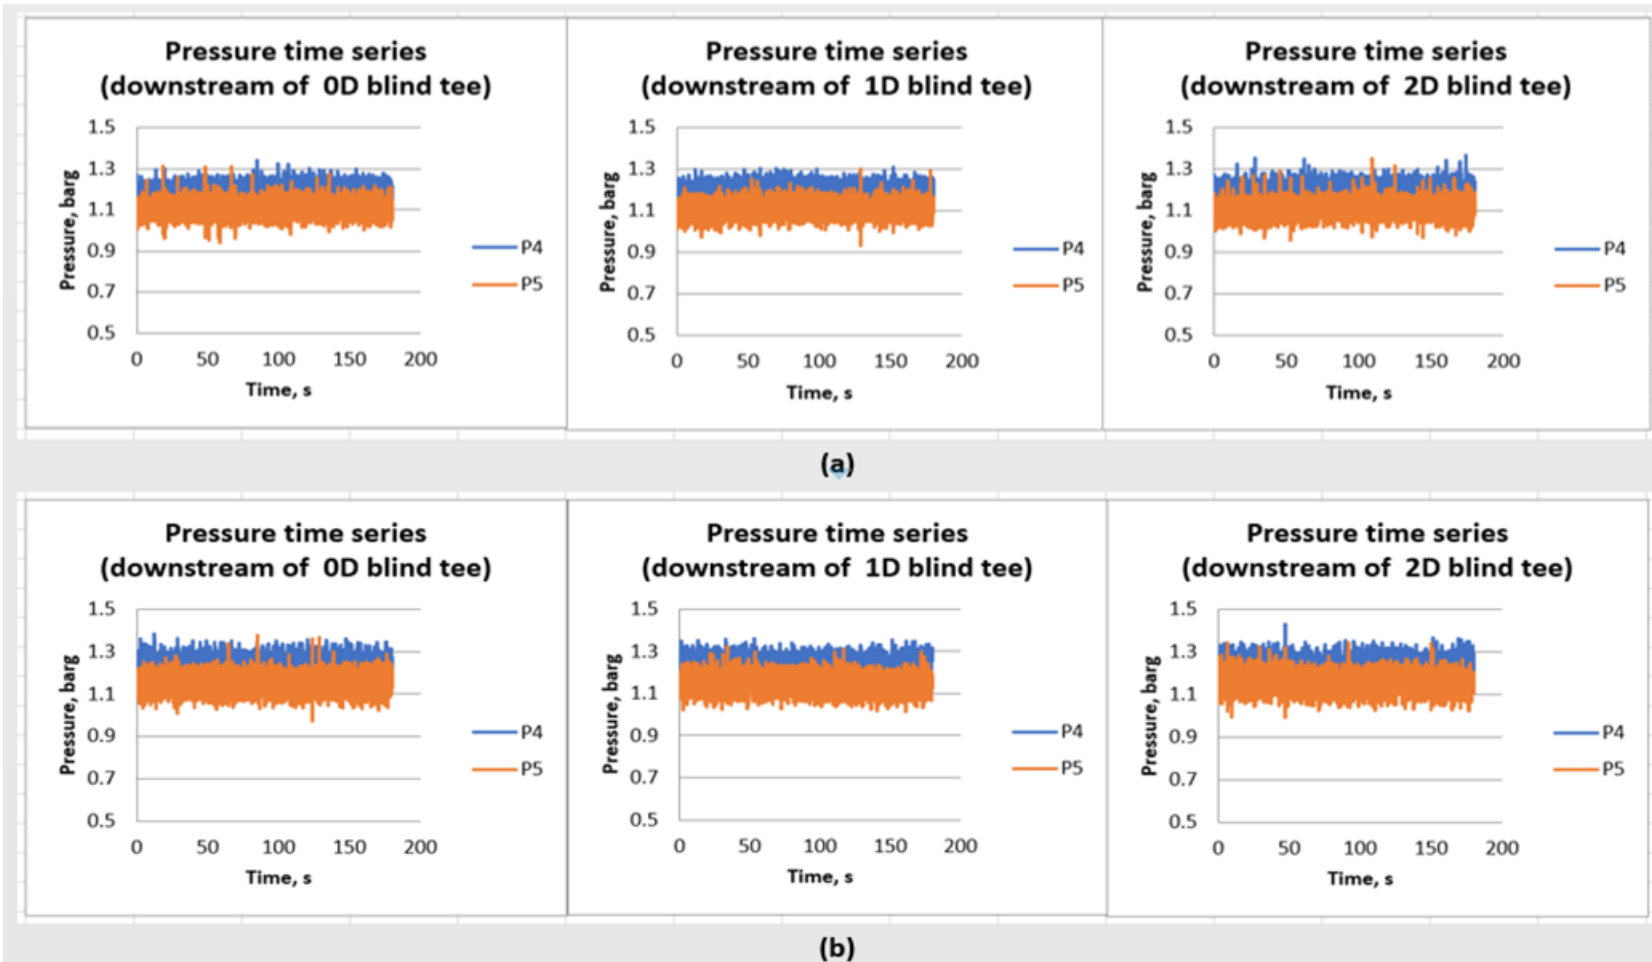 Pressure time series
(downstream of 0D blind tee)
1.5
1.3
1.1
0.9
0.7
0.5
Pressure, barg
0 50 100 150 200
Time, s
P4
P5
Pressure time series
(downstream of 1D blind tee)
1.5
1.3
1.1
0.9
0.7
0.5
Pressure, barg
0 50 100 150 200
Time, s
P4
P5
Pressure time series
(downstream of 2D blind tee)
1.5
1.3
1.1
0.9
0.7
0.5
Pressure, barg
0 50 100 150 200
Time, s
P4
P5
(a)
Pressure time series
(downstream of 0D blind tee)
1.5
1.3
1.1
0.9
0.7
0.5
Pressure, barg
0 50 100 150 200
Time, s
P4
P5
Pressure time series
(downstream of 1D blind tee)
1.5
1.3
1.1
0.9
0.7
0.5
Pressure, barg
0 50 100 150 200
Time, s
P4
P5
Pressure time series
(downstream of 2D blind tee)
1.5
1.3
1.1
0.9
0.7
0.5
Pressure, barg
0 50 100 150 200
Time, s
P4
P5
(b)